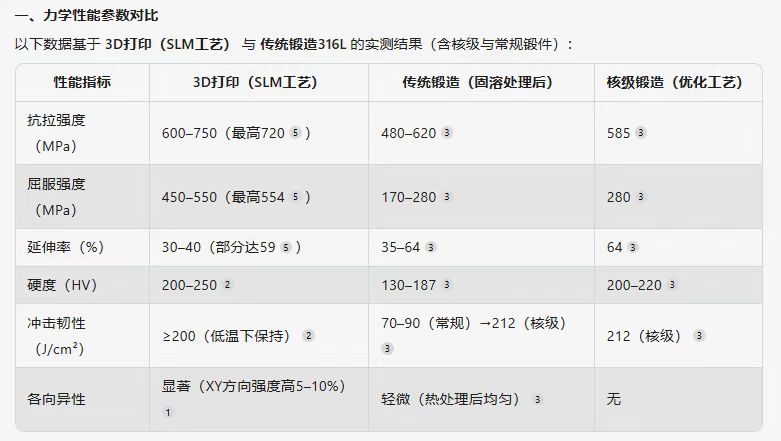 一、力学性能参数对比
以下数据基于 3D打印（SLM工艺） 与 传统锻造316L 的实测结果（含核级与常规锻件）：
性能指标 3D打印（SLM工艺） 传统锻造（固溶处理后） 核级锻造（优化工艺）
抗拉强度
（MPa） 600–750（最高720 5 ） 480–620 3 585 3
屈服强度
（MPa） 450–550（最高554 5 ） 170–280 3 280 3
延伸率（%） 30–40（部分达59 5 ） 35–64 3 64 3
硬度（HV） 200–250 2 130–187 3 200–220 3
冲击韧性
（J/cm²） ≥200（低温下保持） 2 70–90（常规）→212（核级）
3 212（核级） 3
各向异性 显著（XY方向强度高5–10%）
1 轻微（热处理后均匀） 3 无